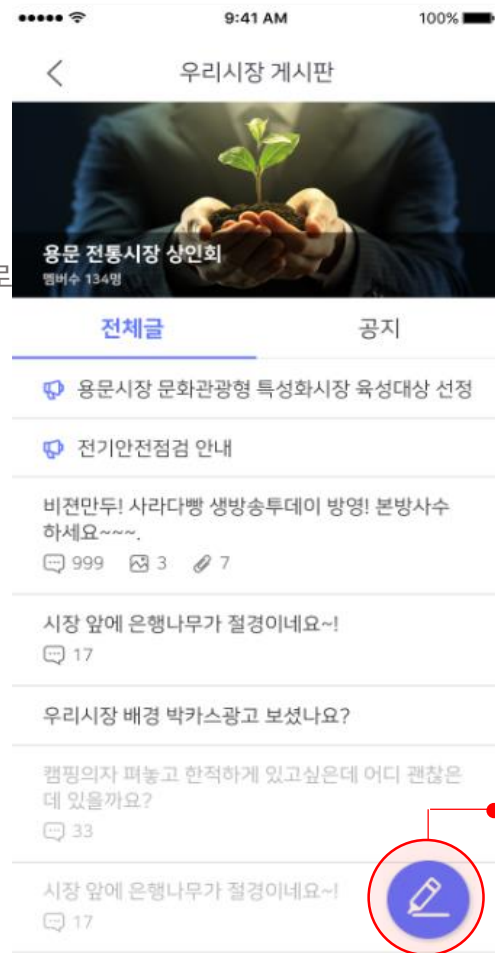 9:41 AM
100%
우리시장 게시판
용문 전통시장 상인회
멤버수 134명
로
전체글
공지
용문시장 문화관광형 특성화시장 육성대상 선정
전기안전점검 안내
비젼만두! 사라다빵 생방송투데이 방영! 본방사수
하세요~~~.
999 3 7
시장 앞에 은행나무가 절경이네요~!
17
우리시장 배경 박카스광고 보셨나요?
캠핑의자 펴놓고 한적하게 있고싶은데 어디 괜찮은
데 있을까요?
33
시장 앞에 은행나무가 절경이네요~!
17